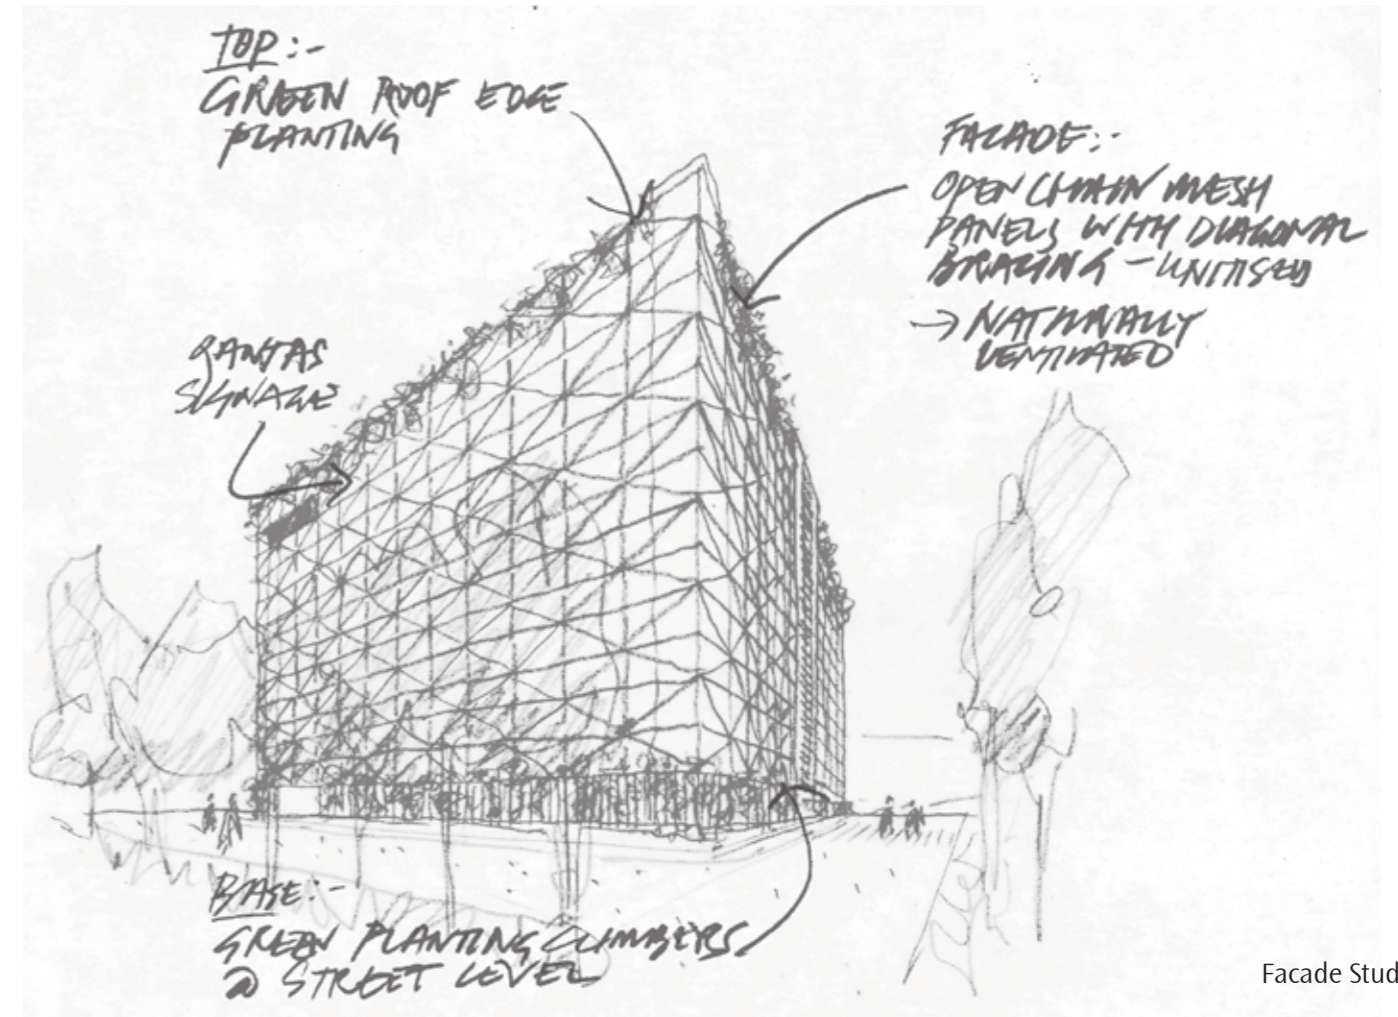 TOP:-
GREEN ROOF EDGE
PLANTING
FACADE:-
OPEN CHAIN MESH
PANELS WITH DIAGONAL
BRACING - UNITISED
→ NATURALLY
VENTILATED
QANTAS
SIGNAGE
BASE:-
GREEN PLANTING CLIMBERS
@ STREET LEVEL
Facade Stud